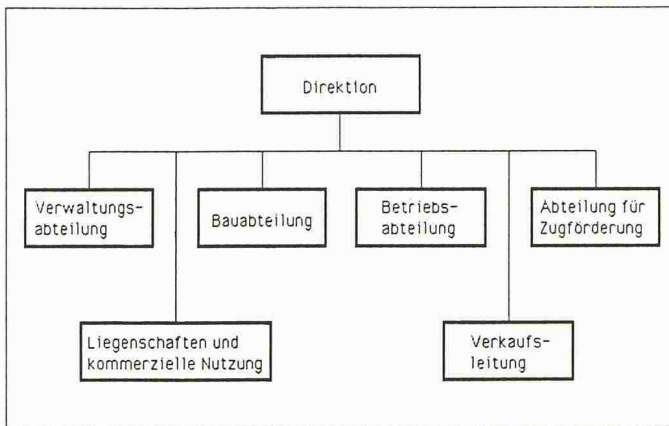 Direktion
Verwaltungs-
abteilung
Bauabteilung
Betriebs-
abteilung
Abteilung für
Zugförderung
Liegenschaften und
kommerzielle Nutzung
Verkaufs-
leitung